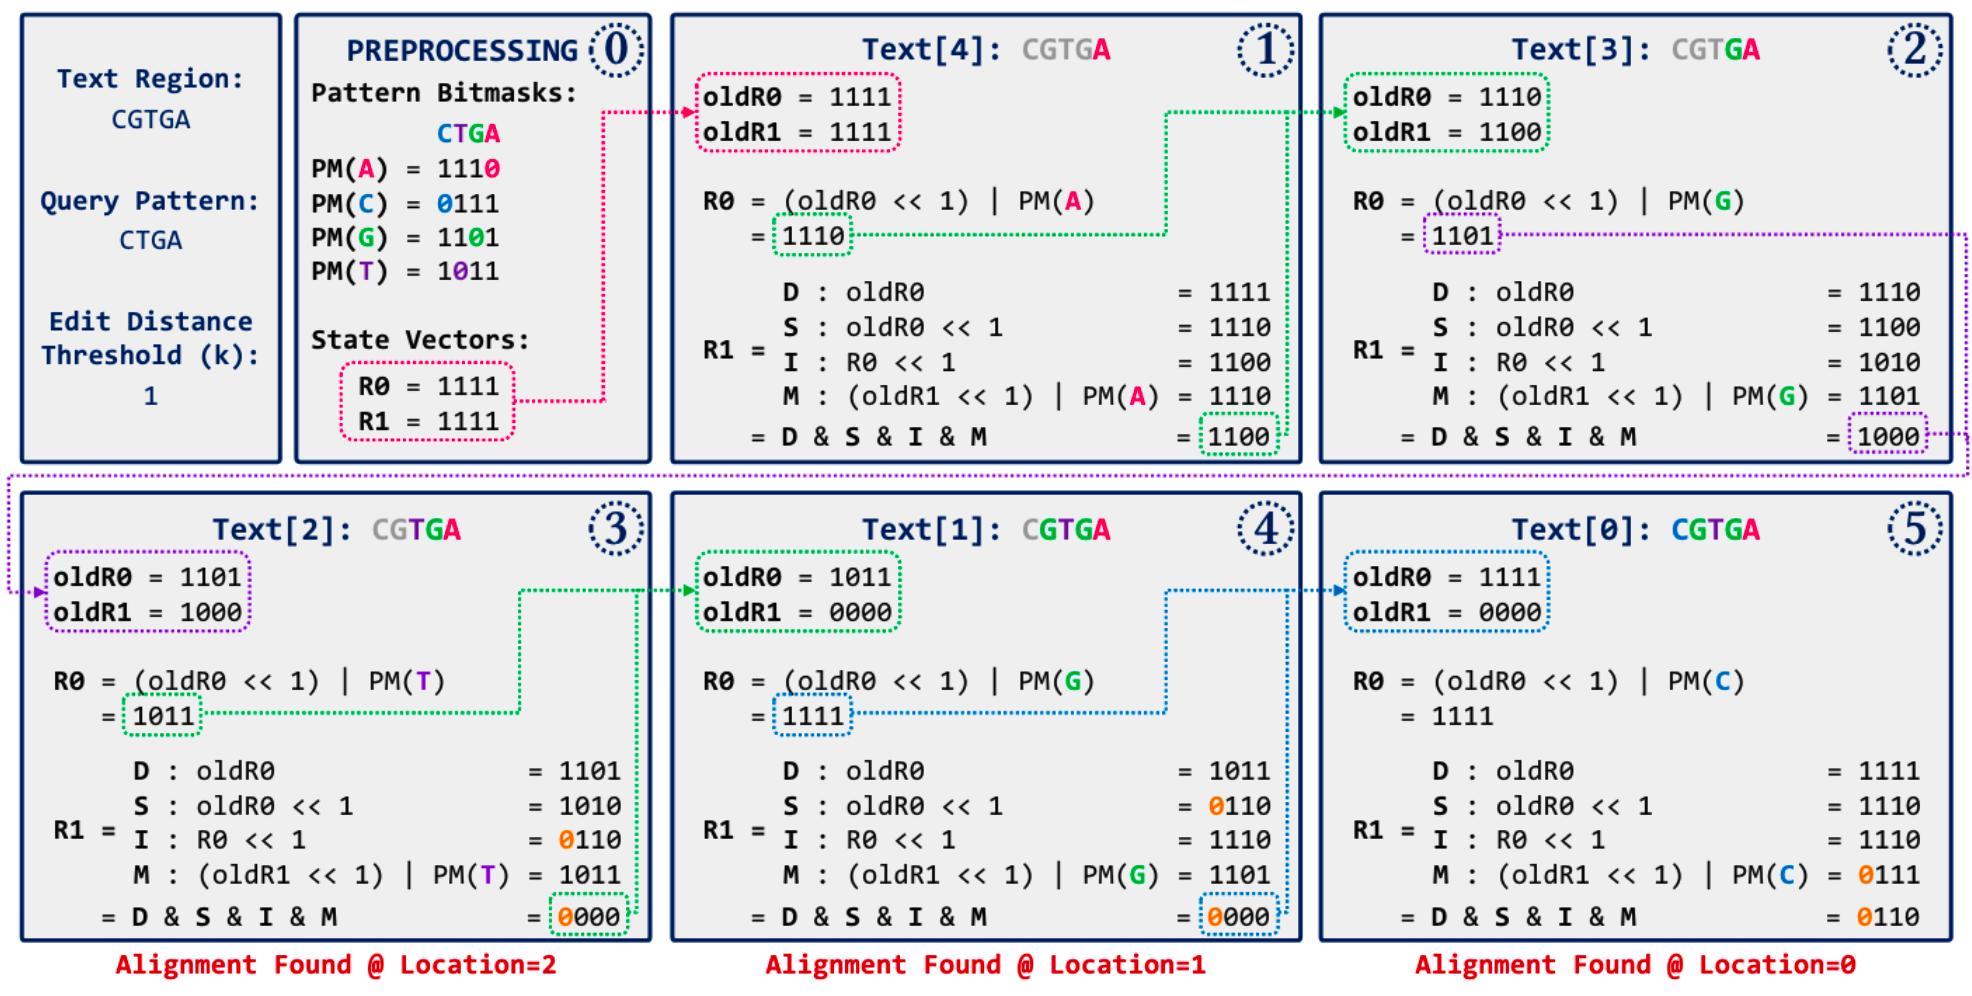 Text Region:
CGTGA
Query Pattern:
CTGA
Edit Distance
Threshold (k):
1
PREPROCESSING 0
Pattern Bitmasks:
CTGA
PM(A) = 1110
PM(C) = 0111
PM(G) = 1101
PM(T) = 1011
State Vectors:
R0 = 1111
R1 = 1111
Text[4]: CGTGA 1
oldR0 = 1111
oldR1 = 1111
R0 = (oldR0 << 1) | PM(A)
= 1110
D : oldR0 = 1111
S : oldR0 << 1 = 1110
R1 =
I : R0 << 1 = 1100
M : (oldR1 << 1) | PM(A) = 1110
= D & S & I & M = 1100
Text[3]: CGTGA 2
oldR0 = 1110
oldR1 = 1100
R0 = (oldR0 << 1) | PM(G)
= 1101
D : oldR0 = 1110
S : oldR0 << 1 = 1100
R1 =
I : R0 << 1 = 1010
M : (oldR1 << 1) | PM(G) = 1101
= D & S & I & M = 1000
Text[2]: CGTGA 3
oldR0 = 1101
oldR1 = 1000
R0 = (oldR0 << 1) | PM(T)
= 1011
D : oldR0 = 1101
S : oldR0 << 1 = 1010
R1 =
I : R0 << 1 = 0110
M : (oldR1 << 1) | PM(T) = 1011
= D & S & I & M = 0000
Alignment Found @ Location=2
Text[1]: CGTGA 4
oldR0 = 1011
oldR1 = 0000
R0 = (oldR0 << 1) | PM(G)
= 1111
D : oldR0 = 1011
S : oldR0 << 1 = 0110
R1 =
I : R0 << 1 = 1110
M : (oldR1 << 1) | PM(G) = 1101
= D & S & I & M = 0000
Alignment Found @ Location=1
Text[0]: CGTGA 5
oldR0 = 1111
oldR1 = 0000
R0 = (oldR0 << 1) | PM(C)
= 1111
D : oldR0 = 1111
S : oldR0 << 1 = 1110
R1 =
I : R0 << 1 = 1110
M : (oldR1 << 1) | PM(C) = 0111
= D & S & I & M = 0110
Alignment Found @ Location=0